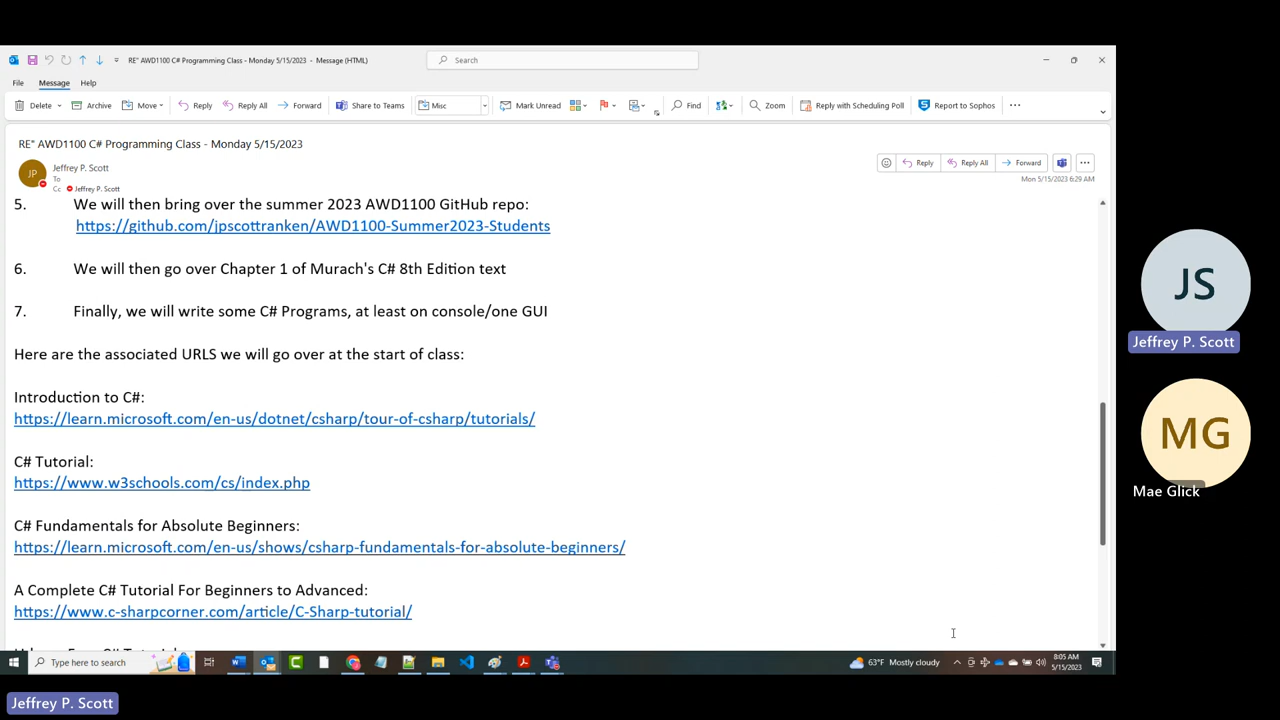 RE" AWD1100 C# Programming Class - Monday 5/15/2023 - Message (HTML)
Search
File Message Help
Delete Archive Move Reply Reply All Forward Share to Teams Misc Mark Unread Find Zoom Reply with Scheduling Poll Report to Sophos
RE" AWD1100 C# Programming Class - Monday 5/15/2023
JP
Jeffrey P. Scott
To
Cc Jeffrey P. Scott
Reply Reply All Forward
Mon 5/15/2023 6:29 AM
5. We will then bring over the summer 2023 AWD1100 GitHub repo:
https://github.com/jpscottranken/AWD1100-Summer2023-Students
6. We will then go over Chapter 1 of Murach's C# 8th Edition text
7. Finally, we will write some C# Programs, at least on console/one GUI
Here are the associated URLS we will go over at the start of class:
Introduction to C#:
https://learn.microsoft.com/en-us/dotnet/csharp/tour-of-csharp/tutorials/
C# Tutorial:
https://www.w3schools.com/cs/index.php
C# Fundamentals for Absolute Beginners:
https://learn.microsoft.com/en-us/shows/csharp-fundamentals-for-absolute-beginners/
A Complete C# Tutorial For Beginners to Advanced:
https://www.c-sharpcorner.com/article/C-Sharp-tutorial/
Type here to search
63°F Mostly cloudy
8:05 AM
5/15/2023
JS
Jeffrey P. Scott
MG
Mae Glick
Jeffrey P. Scott